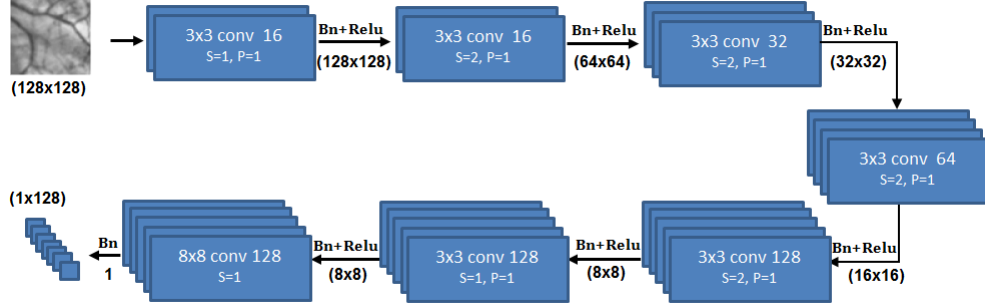 (128x128)
3x3 conv 16
S=1, P=1
Bn+Relu
(128x128)
3x3 conv 16
S=2, P=1
Bn+Relu
(64x64)
3x3 conv 32
S=2, P=1
Bn+Relu
(32x32)
3x3 conv 64
S=2, P=1
Bn+Relu
(16x16)
3x3 conv 128
S=2, P=1
Bn+Relu
(8x8)
3x3 conv 128
S=1, P=1
Bn+Relu
(8x8)
8x8 conv 128
S=1
Bn
1
(1x128)